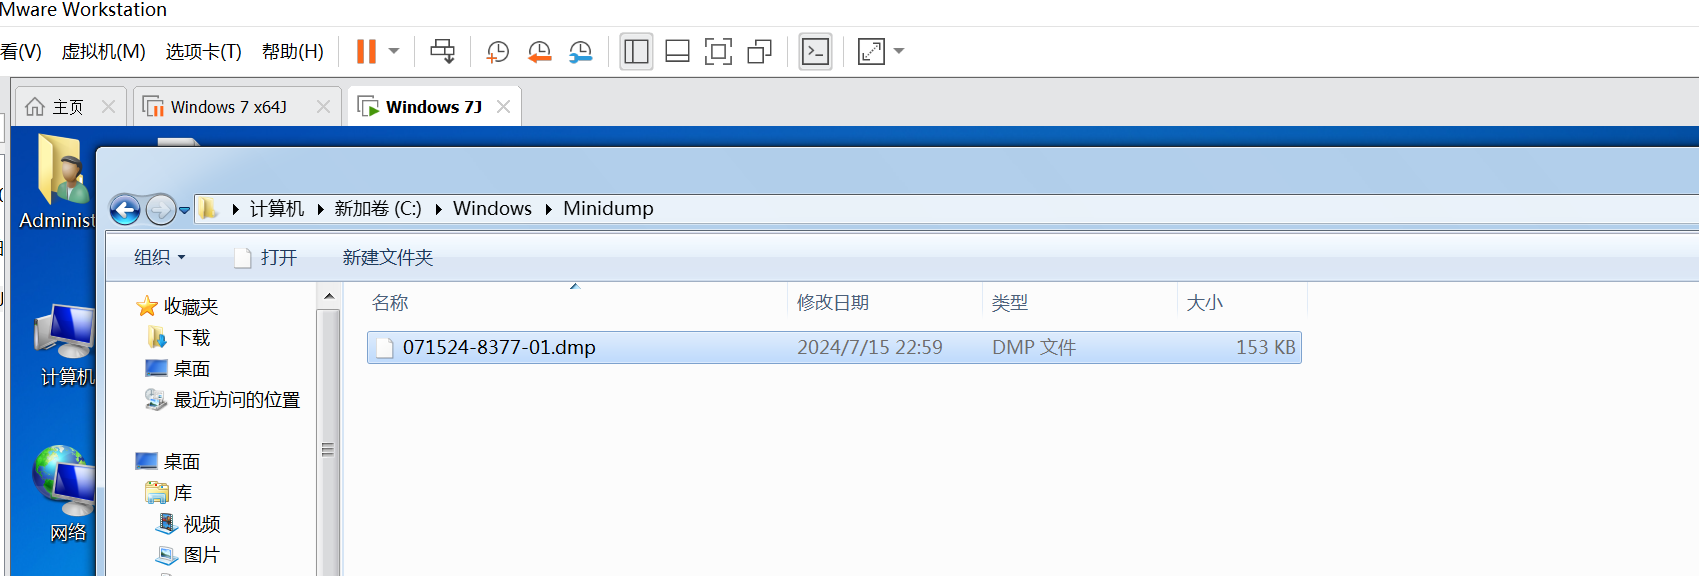 Mware Workstation
看(V) 虚拟机(M) 选项卡(T) 帮助(H)
主页 Windows 7 x64J Windows 7J
Administ
计算机 新加卷 (C:) Windows Minidump
组织 打开 新建文件夹
收藏夹 名称 修改日期 类型 大小
下载 071524-8377-01.dmp 2024/7/15 22:59 DMP 文件 153 KB
桌面
计算机
最近访问的位置
桌面
库
网络
视频
图片